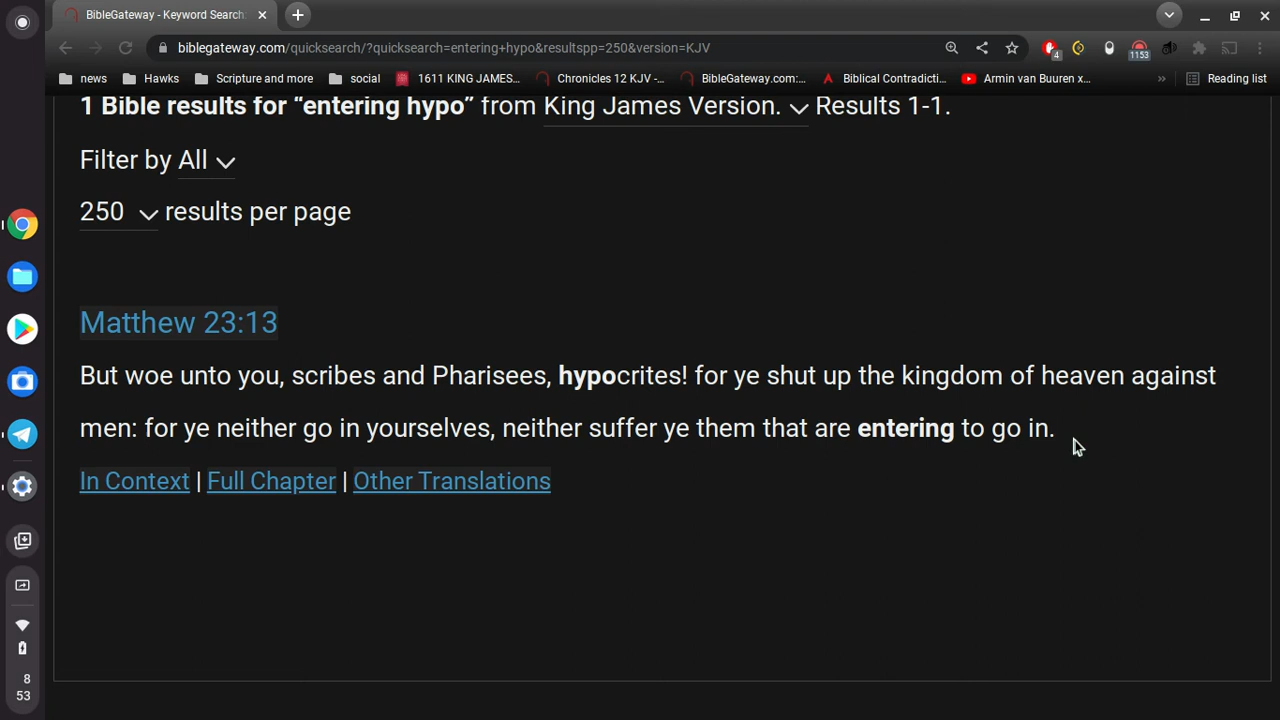 BibleGateway - Keyword Search:
biblegateway.com/quicksearch/?quicksearch=entering+hypo&resultspp=250&version=KJV
4
1153
news
Hawks
Scripture and more
social
1611 KING JAMES...
Chronicles 12 KJV -...
BibleGateway.com:...
Biblical Contradicti...
Armin van Buuren x...
»
Reading list
1 Bible results for “entering hypo” from King James Version. Results 1-1.
Filter by All
250 results per page
Matthew 23:13
But woe unto you, scribes and Pharisees, hypocrites! for ye shut up the kingdom of heaven against
men: for ye neither go in yourselves, neither suffer ye them that are entering to go in.
In Context | Full Chapter | Other Translations
8
53